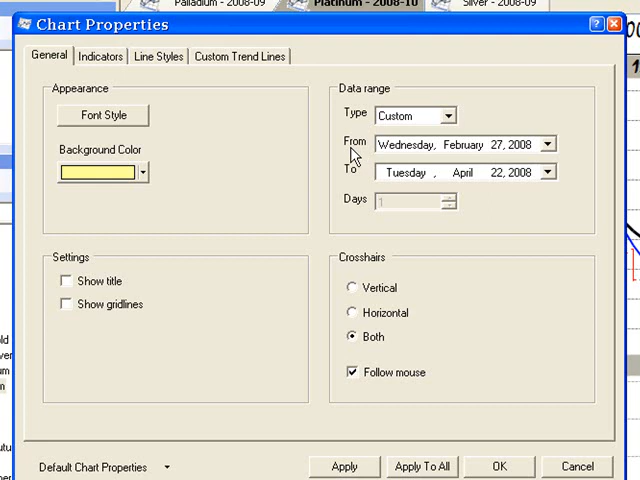 Palladium - 2008-09
Platinum - 2008-10
Silver - 2008-09
Chart Properties
General
Indicators
Line Styles
Custom Trend Lines
Appearance
Font Style
Background Color
Data range
Type
Custom
From
Wednesday, February 27, 2008
To
Tuesday , April 22, 2008
Days
1
Settings
Show title
Show gridlines
Crosshairs
Vertical
Horizontal
Both
Follow mouse
Default Chart Properties
Apply
Apply To All
OK
Cancel